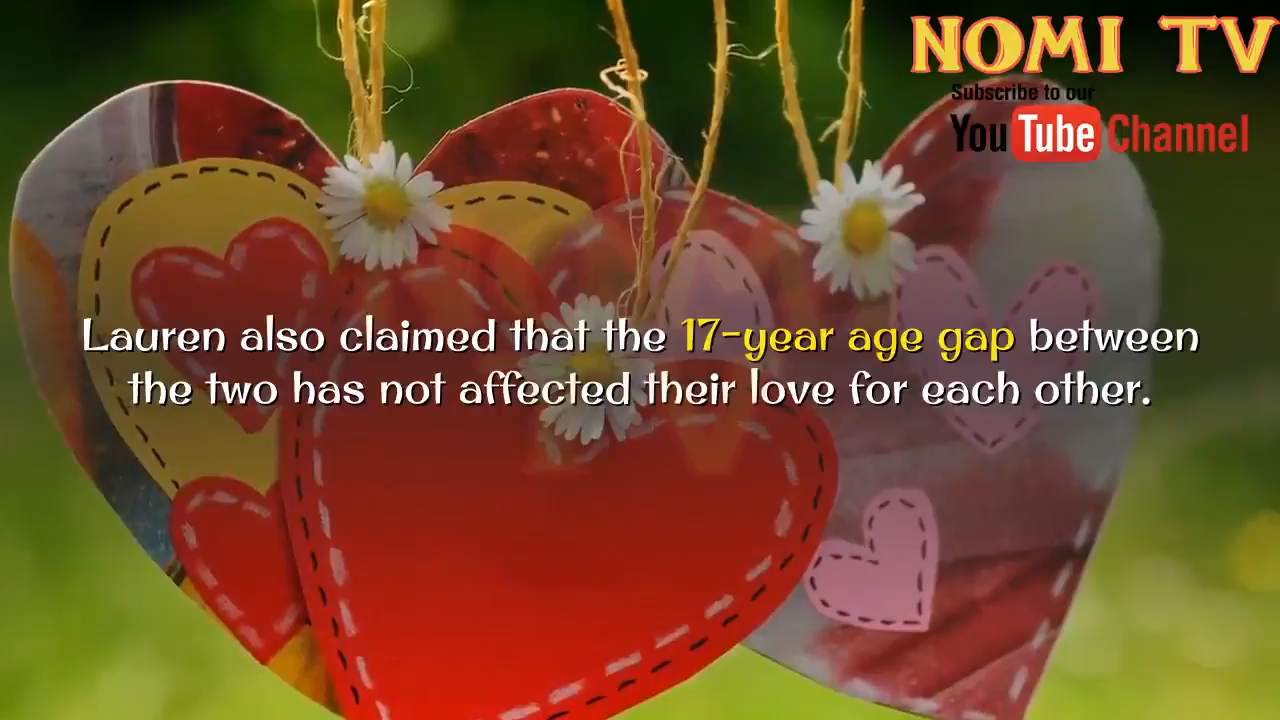 NOMI TV
Subscribe to our
YouTube Channel
Lauren also claimed that the 17-year age gap between
the two has not affected their love for each other.